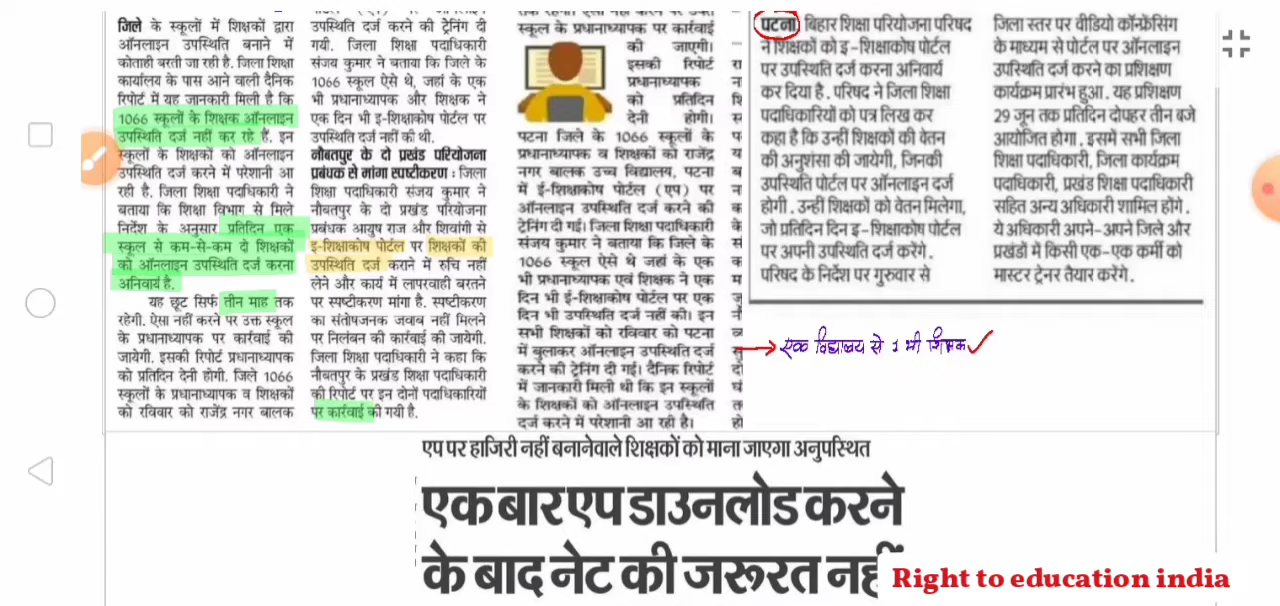 जिले के स्कूलों में शिक्षकों द्वारा
ऑनलाइन उपस्थिति बनाने में
कोताही बरती जा रही है. जिला शिक्षा
कार्यालय के पास आने वाली दैनिक
रिपोर्ट में यह जानकारी मिली है कि
1066 स्कूलों के शिक्षक ऑनलाइन
उपस्थिति दर्ज नहीं कर रहे हैं. इन
स्कूलों के शिक्षकों को ऑनलाइन
उपस्थिति दर्ज करने में परेशानी आ
रही है. जिला शिक्षा पदाधिकारी ने
बताया कि शिक्षा विभाग से मिले
निर्देश के अनुसार प्रतिदिन एक
स्कूल से कम-से-कम दो शिक्षकों
को ऑनलाइन उपस्थिति दर्ज करना
अनिवार्य है.
यह छूट सिर्फ तीन माह तक
रहेगी. ऐसा नहीं करने पर उक्त स्कूल
के प्रधानाध्यापक पर कार्रवाई की
जायेगी. इसकी रिपोर्ट प्रधानाध्यापक
को प्रतिदिन देनी होगी. जिले 1066
स्कूलों के प्रधानाध्यापक व शिक्षकों
को रविवार को राजेंद्र नगर बालक
उपस्थिति दर्ज करने की ट्रेनिंग दी
गयी. जिला शिक्षा पदाधिकारी
संजय कुमार ने बताया कि जिले के
1066 स्कूल ऐसे थे, जहां के एक
भी प्रधानाध्यापक और शिक्षक ने
एक दिन भी इ-शिक्षाकोष पोर्टल पर
उपस्थिति दर्ज नहीं की थी.
नौबतपुर के दो प्रखंड परियोजना
प्रबंधक से मांगा स्पष्टीकरण : जिला
शिक्षा पदाधिकारी संजय कुमार ने
नौबतपुर के दो प्रखंड परियोजना
प्रबंधक आयुष राज और शिवांगी से
इ-शिक्षाकोष पोर्टल पर शिक्षकों की
उपस्थिति दर्ज कराने में रुचि नहीं
लेने और कार्य में लापरवाही बरतने
पर स्पष्टीकरण मांगा है. स्पष्टीकरण
का संतोषजनक जवाब नहीं मिलने
पर निलंबन की कार्रवाई की जायेगी.
जिला शिक्षा पदाधिकारी ने कहा कि
नौबतपुर के प्रखंड शिक्षा पदाधिकारी
की रिपोर्ट पर इन दोनों पदाधिकारियों
पर कार्रवाई की गयी है.
स्कूल के प्रधानाध्यापक पर कार्रवाई
की जाएगी।
इसकी रिपोर्ट
प्रधानाध्यापक
को प्रतिदिन
देनी होगी।
पटना जिले के 1066 स्कूलों के
प्रधानाध्यापक व शिक्षकों को राजेंद्र
नगर बालक उच्च विद्यालय, पटना
में ई-शिक्षाकोष पोर्टल (एप) पर
ऑनलाइन उपस्थिति दर्ज करने की
ट्रेनिंग दी गई। जिला शिक्षा पदाधिकारी
संजय कुमार ने बताया कि जिले के
1066 स्कूल ऐसे थे जहां के एक
भी प्रधानाध्यापक एवं शिक्षक ने एक
दिन भी ई-शिक्षाकोष पोर्टल पर एक
दिन भी उपस्थिति दर्ज नहीं की। इन
सभी शिक्षकों को रविवार को पटना
में बुलाकर ऑनलाइन उपस्थिति दर्ज
करने की ट्रेनिंग दी गई। दैनिक रिपोर्ट
में जानकारी मिली थी कि इन स्कूलों
के शिक्षकों को ऑनलाइन उपस्थिति
दर्ज करने में परेशानी आ रही है।
पटना बिहार शिक्षा परियोजना परिषद
ने शिक्षकों को इ-शिक्षाकोष पोर्टल
पर उपस्थिति दर्ज करना अनिवार्य
कर दिया है. परिषद ने जिला शिक्षा
पदाधिकारियों को पत्र लिख कर
कहा है कि उन्हीं शिक्षकों की वेतन
की अनुशंसा की जायेगी, जिनकी
उपस्थिति पोर्टल पर ऑनलाइन दर्ज
होगी. उन्हीं शिक्षकों को वेतन मिलेगा,
जो प्रतिदिन दिन इ-शिक्षाकोष पोर्टल
पर अपनी उपस्थिति दर्ज करेंगे.
परिषद के निर्देश पर गुरुवार से
जिला स्तर पर वीडियो कॉन्फ्रेंसिंग
के माध्यम से पोर्टल पर ऑनलाइन
उपस्थिति दर्ज करने का प्रशिक्षण
कार्यक्रम प्रारंभ हुआ. यह प्रशिक्षण
29 जून तक प्रतिदिन दोपहर तीन बजे
आयोजित होगा. इसमें सभी जिला
शिक्षा पदाधिकारी, जिला कार्यक्रम
पदाधिकारी, प्रखंड शिक्षा पदाधिकारी
सहित अन्य अधिकारी शामिल होंगे.
ये अधिकारी अपने-अपने जिले और
प्रखंडों में किसी एक-एक कर्मी को
मास्टर ट्रेनर तैयार करेंगे.
एक विद्यालय से 1 भी शिक्षक
एप पर हाजिरी नहीं बनानेवाले शिक्षकों को माना जाएगा अनुपस्थित
एक बार एप डाउनलोड करने
के बाद नेट की जरूरत नहीं
Right to education india